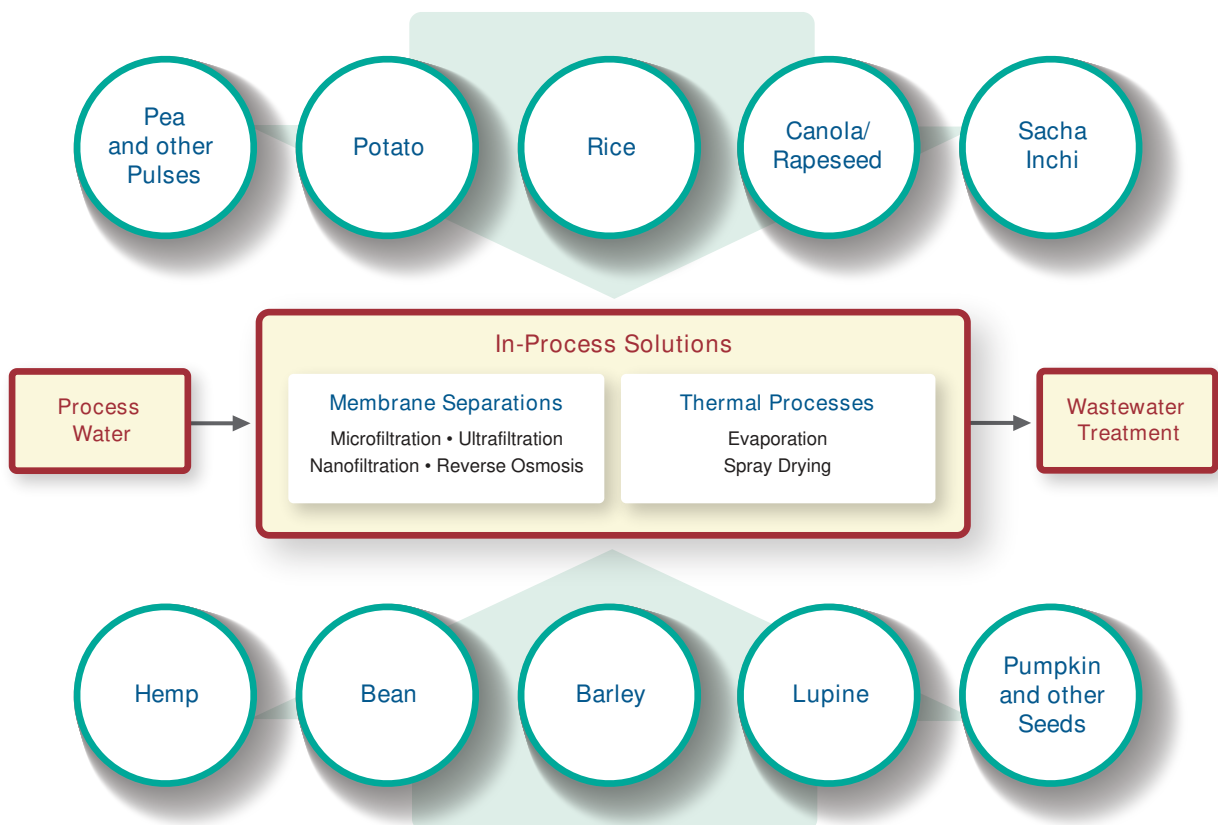 Pea
and other
Pulses
Potato
Rice
Canola/
Rapeseed
Sacha
Inchi
In-Process Solutions
Process
Water
Membrane Separations
Microfiltration • Ultrafiltration
Nanofiltration • Reverse Osmosis
Thermal Processes
Evaporation
Spray Drying
Wastewater
Treatment
Hemp
Bean
Barley
Lupine
Pumpkin
and other
Seeds